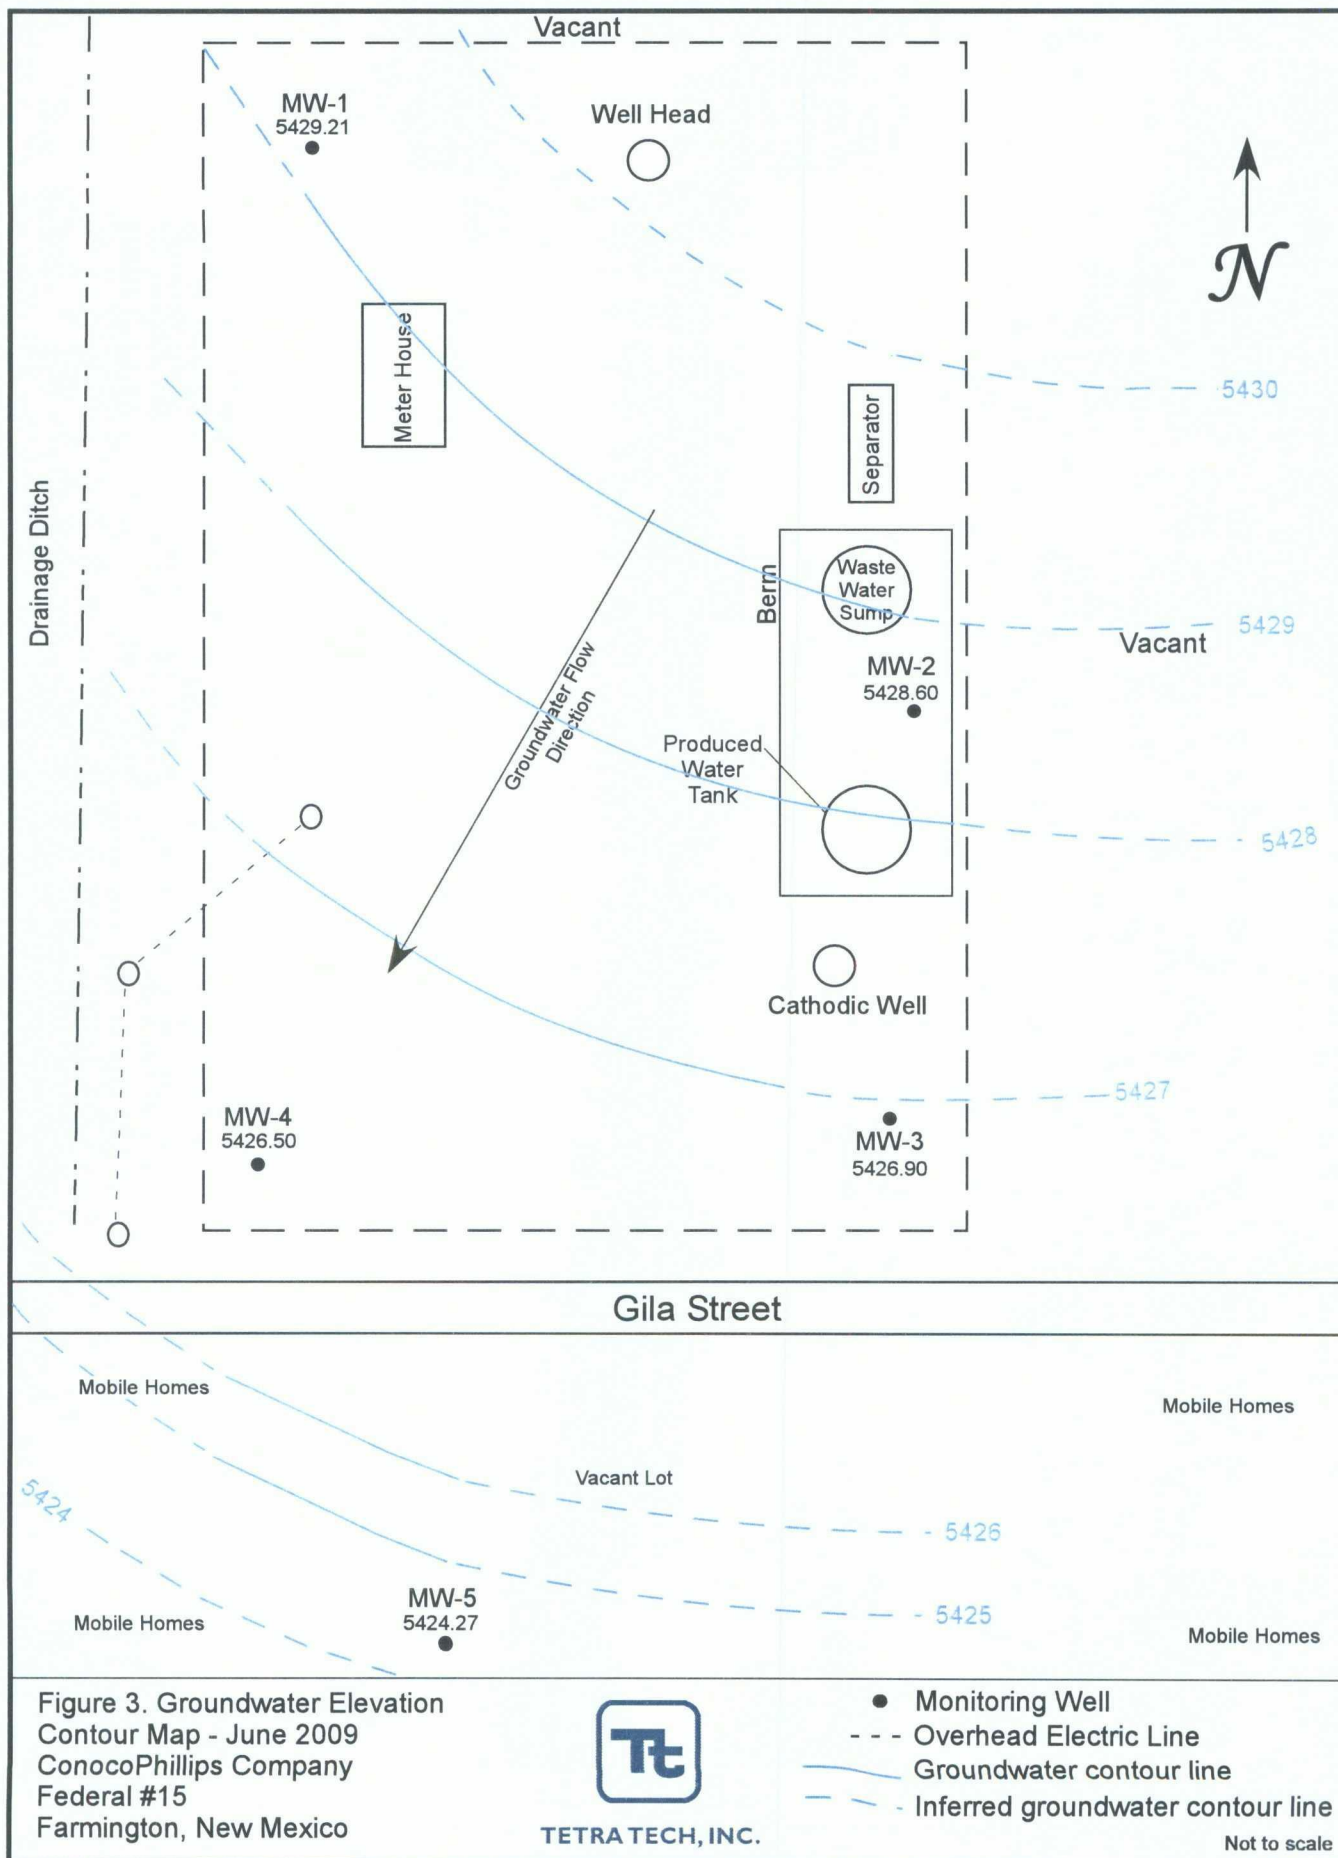 Vacant
MW-1
5429.21
Well Head
N
5430
Meter House
Separator
Drainage Ditch
Berm
Waste
Water
Sump
5429
Vacant
MW-2
5428.60
Groundwater Flow
Direction
Produced
Water
Tank
5428
Cathodic Well
5427
MW-4
5426.50
MW-3
5426.90
Gila Street
Mobile Homes
Mobile Homes
Vacant Lot
5424
5426
MW-5
5424.27
5425
Mobile Homes
Mobile Homes
Figure 3. Groundwater Elevation
Contour Map - June 2009
ConocoPhillips Company
Federal #15
Farmington, New Mexico
Tt
TETRA TECH, INC.
Monitoring Well
Overhead Electric Line
Groundwater contour line
Inferred groundwater contour line
Not to scale